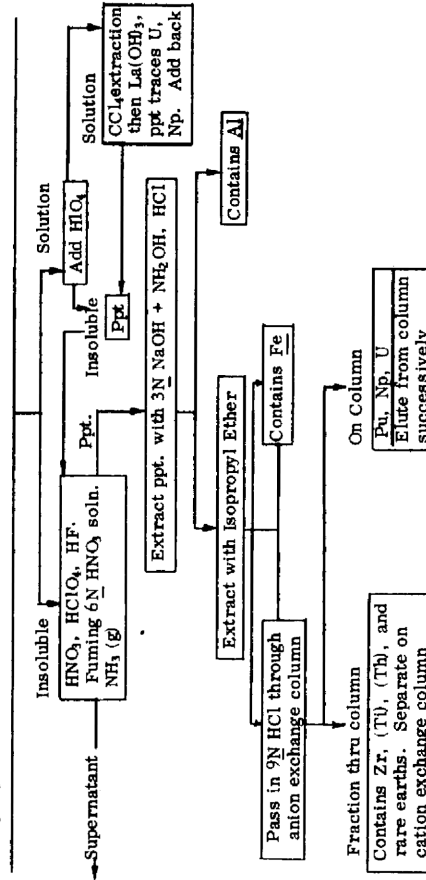 Insoluble
Solution
HNO₃, HClO₄, HF.
Fuming 6N HNO₃ soln.
NH₃ (g)
Supernatant
Add HIO₄
Solution
CCl₄ extraction
then La(OH)₃,
ppt traces U,
Np. Add back
Insoluble
Ppt
Ppt.
Extract ppt. with 3N NaOH + NH₂OH, HCl
Contains Al
Extract with Isopropyl Ether
Contains Fe
Pass in 9N HCl through
anion exchange column
Fraction thru column
Contains Zr, (Ti), (Th), and
rare earths. Separate on
cation exchange column
On Column
Pu, Np, U
Elute from column
successively